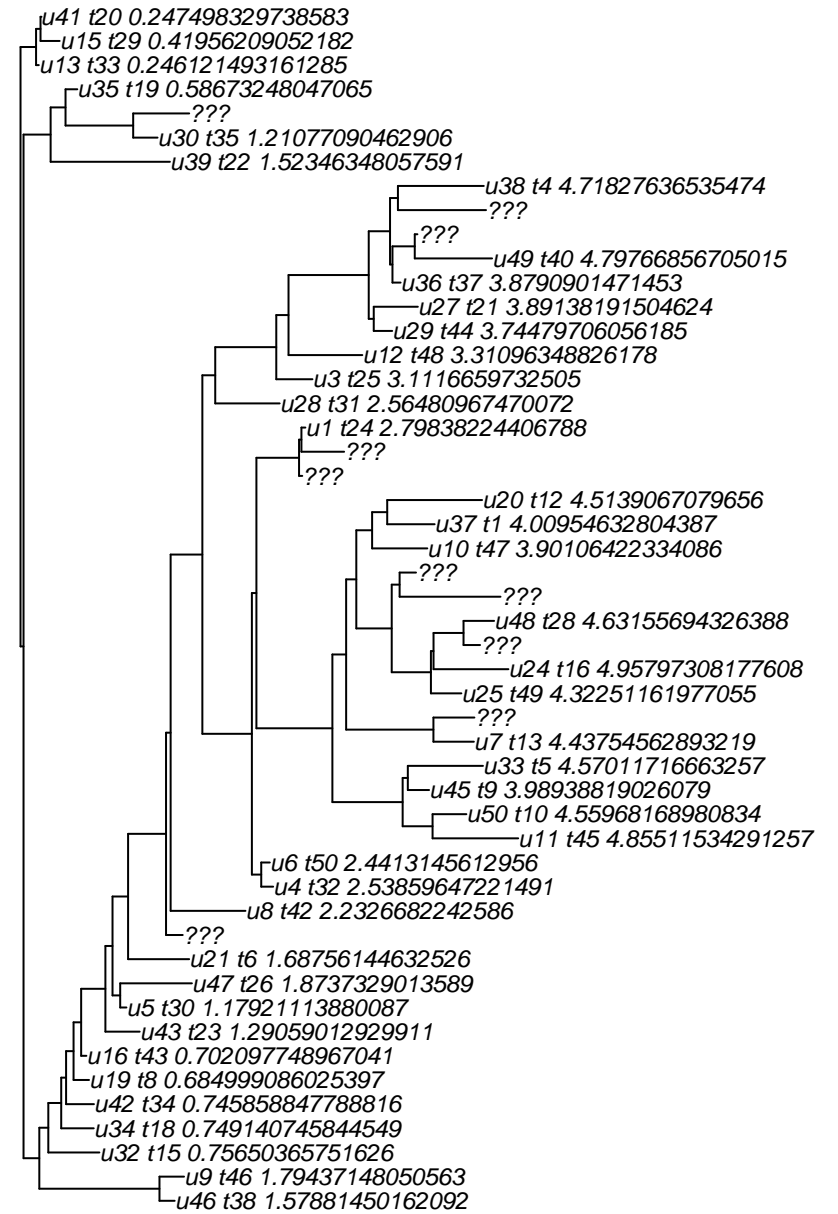 u41 t20 0.247498329738583
u15 t29 0.41956209052182
u13 t33 0.246121493161285
u35 t19 0.58673248047065
???
u30 t35 1.21077090462906
u39 t22 1.52346348057591
u38 t4 4.71827636535474
???
???
u49 t40 4.79766856705015
u36 t37 3.8790901471453
u27 t21 3.89138191504624
u29 t44 3.74479706056185
u12 t48 3.31096348826178
u3 t25 3.1116659732505
u28 t31 2.56480967470072
u1 t24 2.79838224406788
???
???
u20 t12 4.5139067079656
u37 t1 4.00954632804387
u10 t47 3.90106422334086
???
???
u48 t28 4.63155694326388
???
u24 t16 4.95797308177608
u25 t49 4.32251161977055
???
u7 t13 4.43754562893219
u33 t5 4.57011716663257
u45 t9 3.98938819026079
u50 t10 4.55968168980834
u11 t45 4.85511534291257
u6 t50 2.4413145612956
u4 t32 2.53859647221491
u8 t42 2.2326682242586
???
u21 t6 1.68756144632526
u47 t26 1.8737329013589
u5 t30 1.17921113880087
u43 t23 1.29059012929911
u16 t43 0.702097748967041
u19 t8 0.684999086025397
u42 t34 0.745858847788816
u34 t18 0.749140745844549
u32 t15 0.75650365751626
u9 t46 1.79437148050563
u46 t38 1.57881450162092